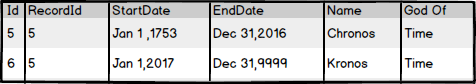 Id RecordId StartDate EndDate Name God Of
5 5 Jan 1 ,1753 Dec 31,2016 Chronos Time
6 5 Jan 1,2017 Dec 31,9999 Kronos Time